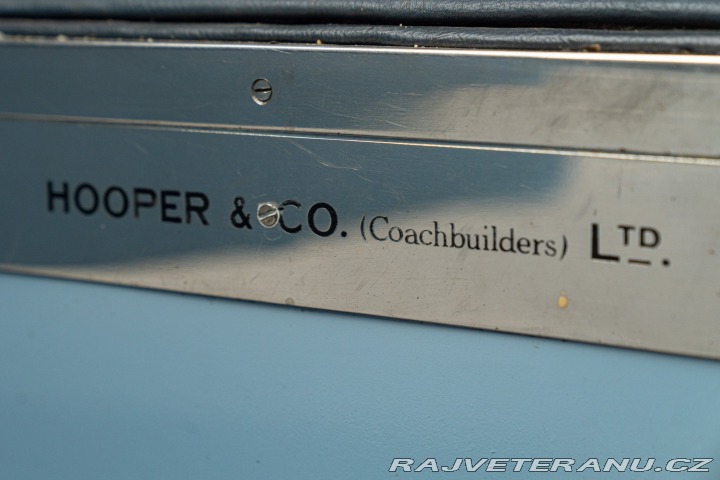 HOOPER & CO. (Coachbuilders) LTD.
RAJVETERANU.CZ